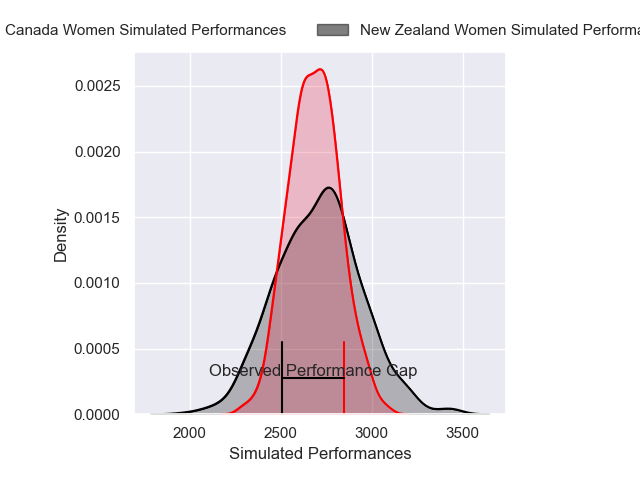 Canada Women Simulated Performances New Zealand Women Simulated
0.0025
0.0020
0.0015
0.0010
0.0005
0.0000
Density
Observed Performance Gap
2000 2500 3000 3500
Simulated Performances